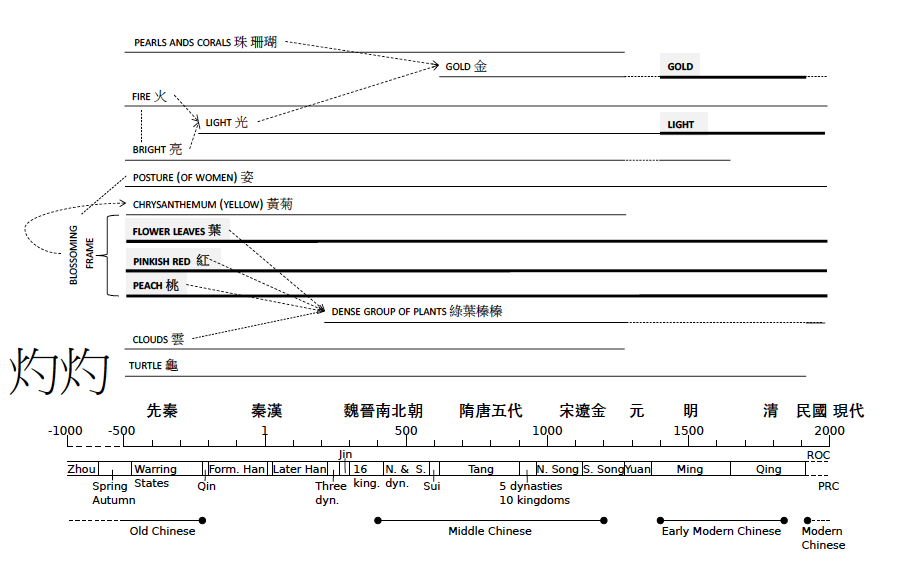 PEARLS ANDS CORALS 珠 珊瑚
GOLD 金
GOLD
FIRE 火
LIGHT 光
LIGHT
BRIGHT 亮
POSTURE (OF WOMEN) 姿
CHRYSANTHEMUM (YELLOW) 黃菊
BLOSSOMING
FRAME
FLOWER LEAVES 葉
PINKISH RED 紅
PEACH 桃
DENSE GROUP OF PLANTS 綠葉榛榛
CLOUDS 雲
灼灼
TURTLE 龜
先秦 秦漢 魏晉南北朝 隋唐五代 宋遼金 元 明 清 民國 現代
-1000 -500 1 500 1000 1500 2000
Jin ROC
Zhou Warring Form. Han Later Han 16 N. & S. Tang N. Song S. Song Yuan Ming Qing
States king. dyn.
Spring Qin Three Sui 5 dynasties PRC
Autumn dyn. 10 kingdoms
Old Chinese Middle Chinese Early Modern Chinese Modern
Chinese